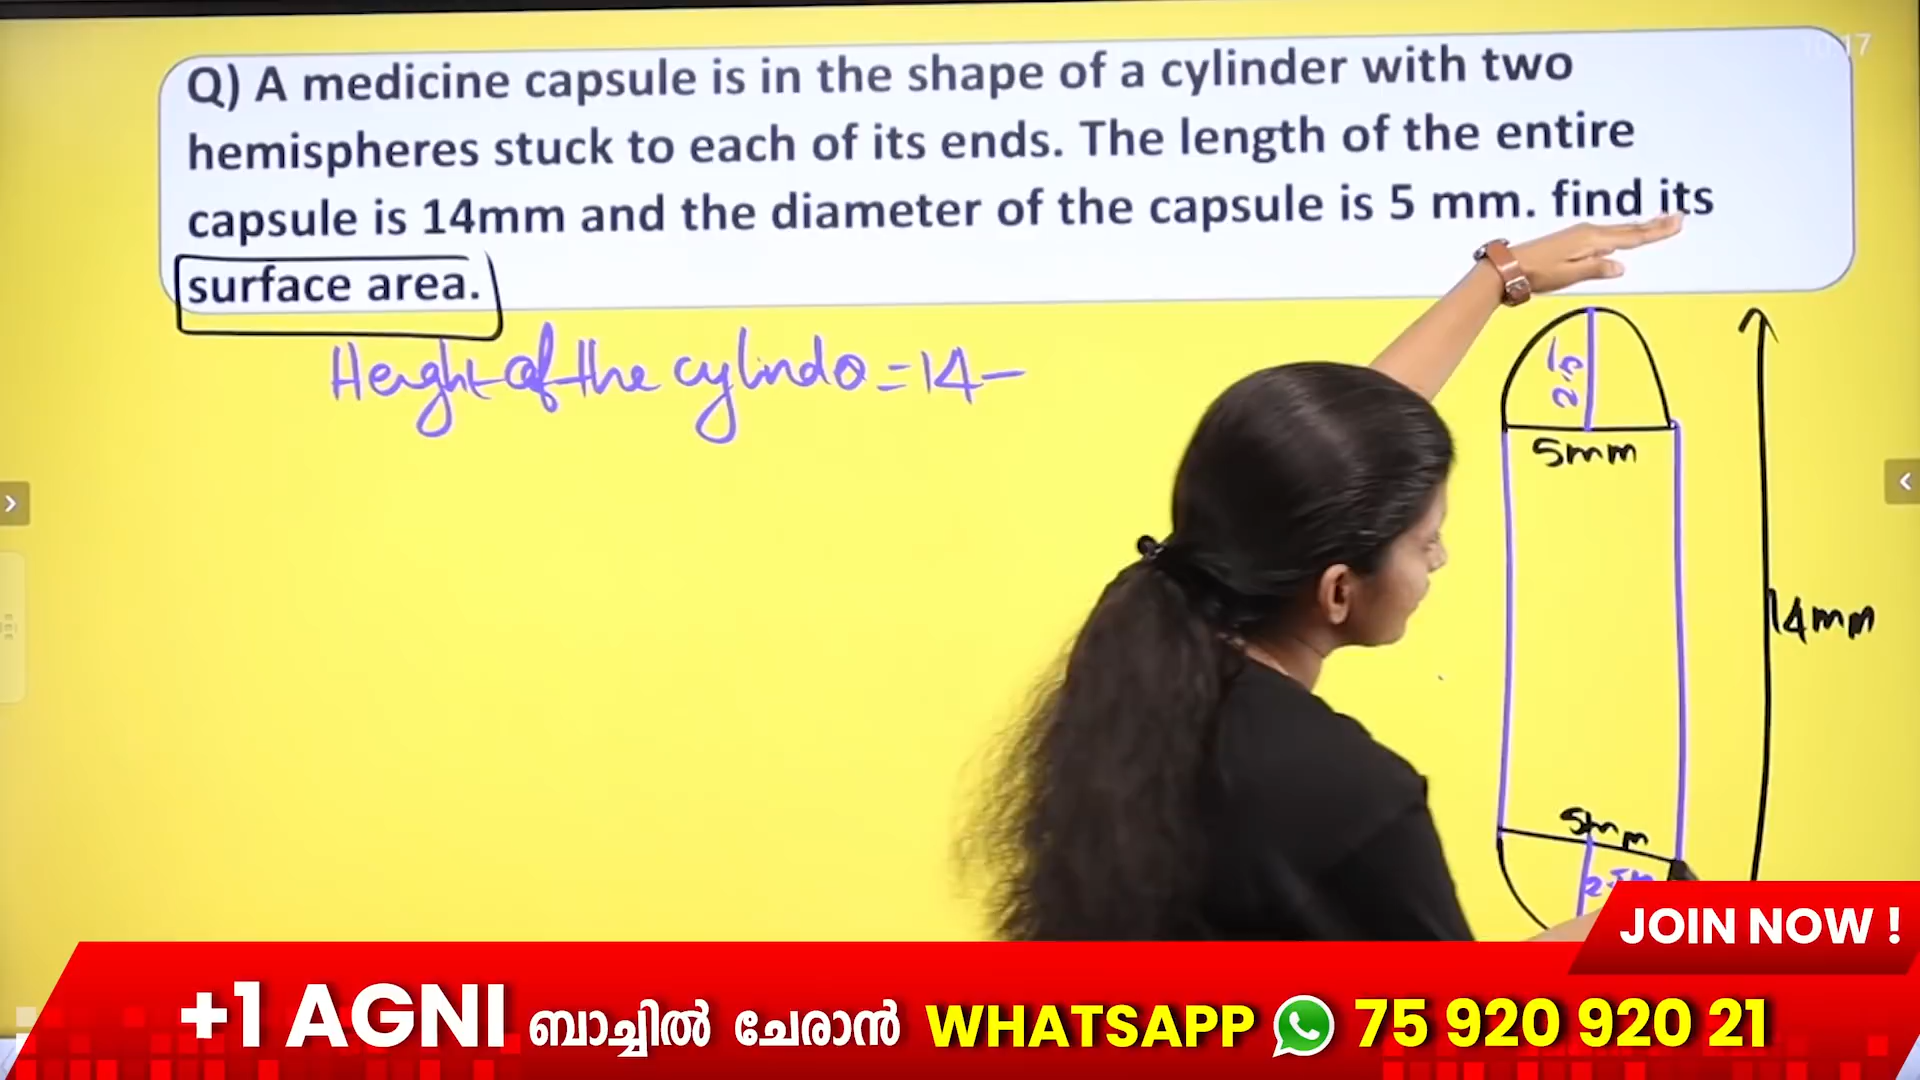 Q) A medicine capsule is in the shape of a cylinder with two
hemispheres stuck to each of its ends. The length of the entire
capsule is 14mm and the diameter of the capsule is 5 mm. find its
surface area.
Height of the cylinder = 14 -
2.5
5mm
14mm
5mm
2.5m
JOIN NOW !
+1 AGNI ബാച്ചിൽ ചേരാൻ WHATSAPP 75 920 920 21